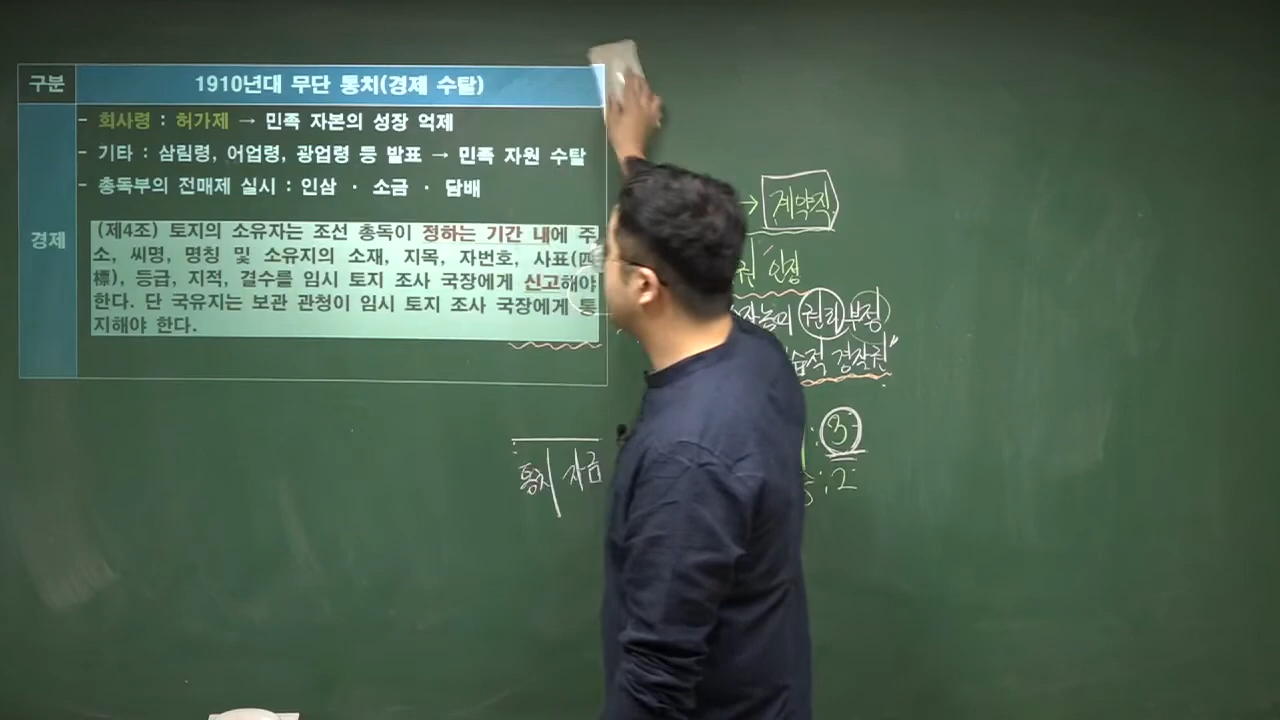 구분
1910년대 무단 통치(경제 수탈)
경제
- 회사령 : 허가제 → 민족 자본의 성장 억제
- 기타 : 삼림령, 어업령, 광업령 등 발표 → 민족 자원 수탈
- 총독부의 전매제 실시 : 인삼 · 소금 · 담배
(제4조) 토지의 소유자는 조선 총독이 정하는 기간 내에 주
소, 씨명, 명칭 및 소유지의 소재, 지목, 자번호, 사표(四
標), 등급, 지적, 결수를 임시 토지 조사 국장에게 신고해야
한다. 단 국유지는 보관 관청이 임시 토지 조사 국장에게 통
지해야 한다.
→ 계약직
권 인정
권리 부정
습적 경작권"
: 3
: 2
통치 자금